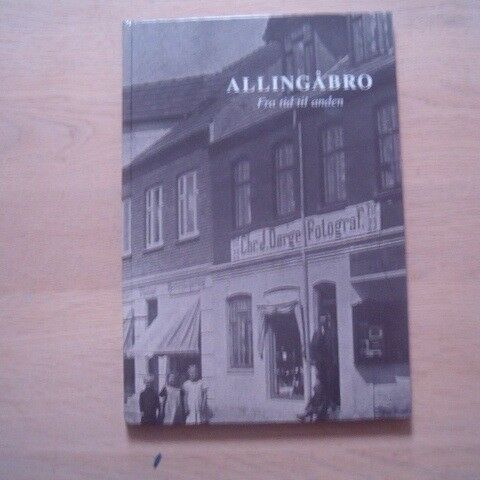 ALLINGÅBRO
Fra tid til anden
Chr. J. Dørge Fotograf.